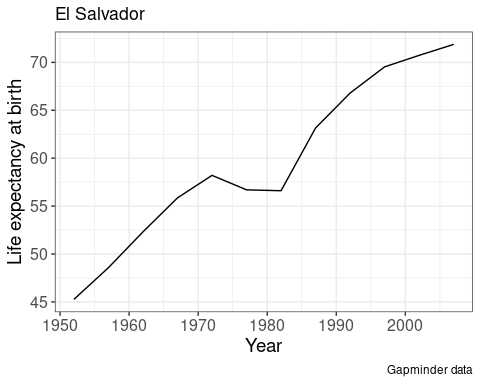 El Salvador
Life expectancy at birth
70
65
60
55
50
45
1950 1960 1970 1980 1990 2000
Year
Gapminder data